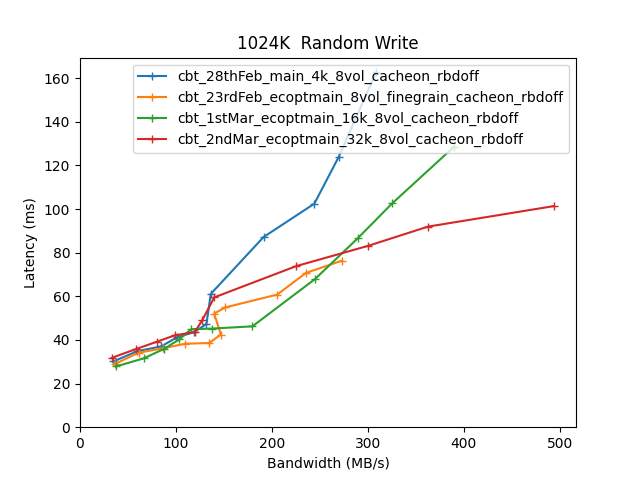 1024K  Random Write
cbt_28thFeb_main_4k_8vol_cacheon_rbdoff
cbt_23rdFeb_ecoptmain_8vol_finegrain_cacheon_rbdoff
cbt_1stMar_ecoptmain_16k_8vol_cacheon_rbdoff
cbt_2ndMar_ecoptmain_32k_8vol_cacheon_rbdoff
Latency (ms)
160
140
120
100
80
60
40
20
0
0 100 200 300 400 500
Bandwidth (MB/s)